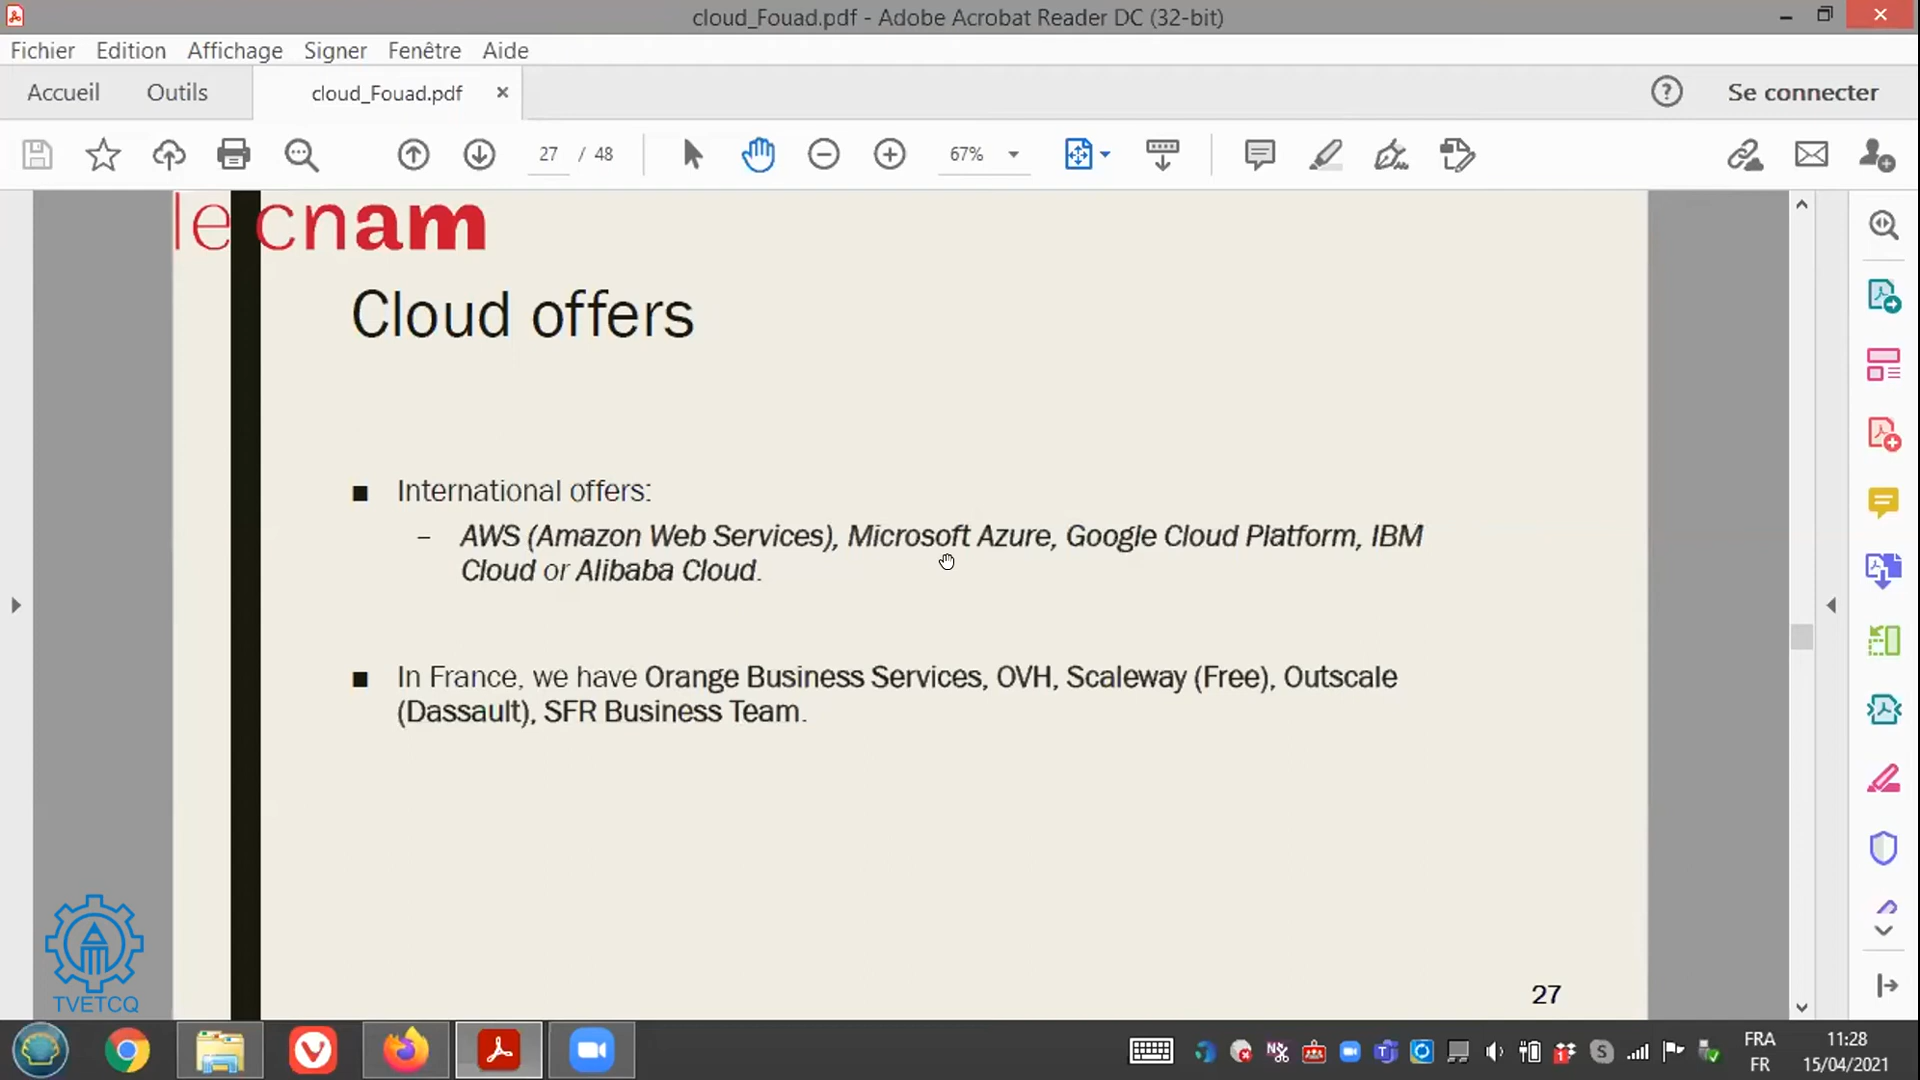 cloud_Fouad.pdf - Adobe Acrobat Reader DC (32-bit)
Fichier Edition Affichage Signer Fenêtre Aide
Accueil Outils cloud_Fouad.pdf × ? Se connecter
27 / 48 67%
le cnam
Cloud offers
■ International offers:
– AWS (Amazon Web Services), Microsoft Azure, Google Cloud Platform, IBM
Cloud or Alibaba Cloud.
■ In France, we have Orange Business Services, OVH, Scaleway (Free), Outscale
(Dassault), SFR Business Team.
TVETCQ
27
FRA 11:28
FR 15/04/2021